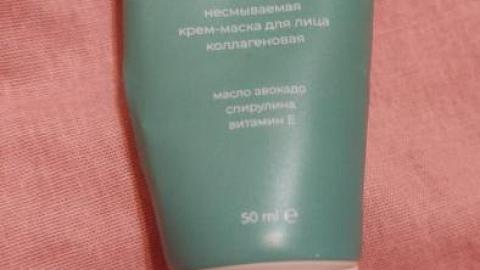 несмываемая
крем-маска для лица
коллагеновая
масло авокадо
спирулина
витамин Е
50 ml ℮